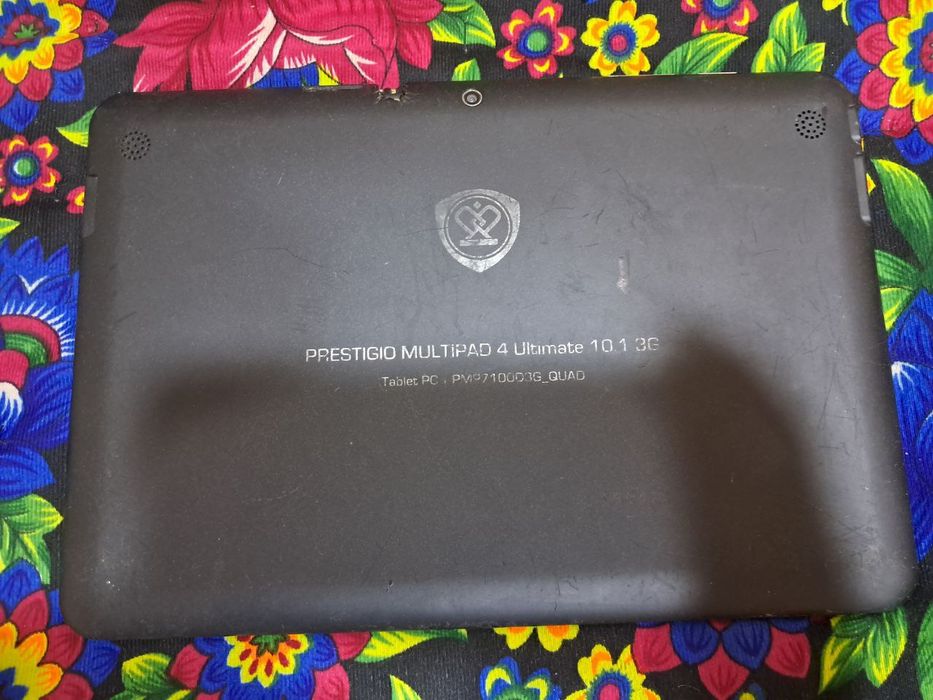 PRESTIGIO MULTIPAD 4 Ultimate 10.1 3G
Tablet PC : PMP7100D3G_QUAD